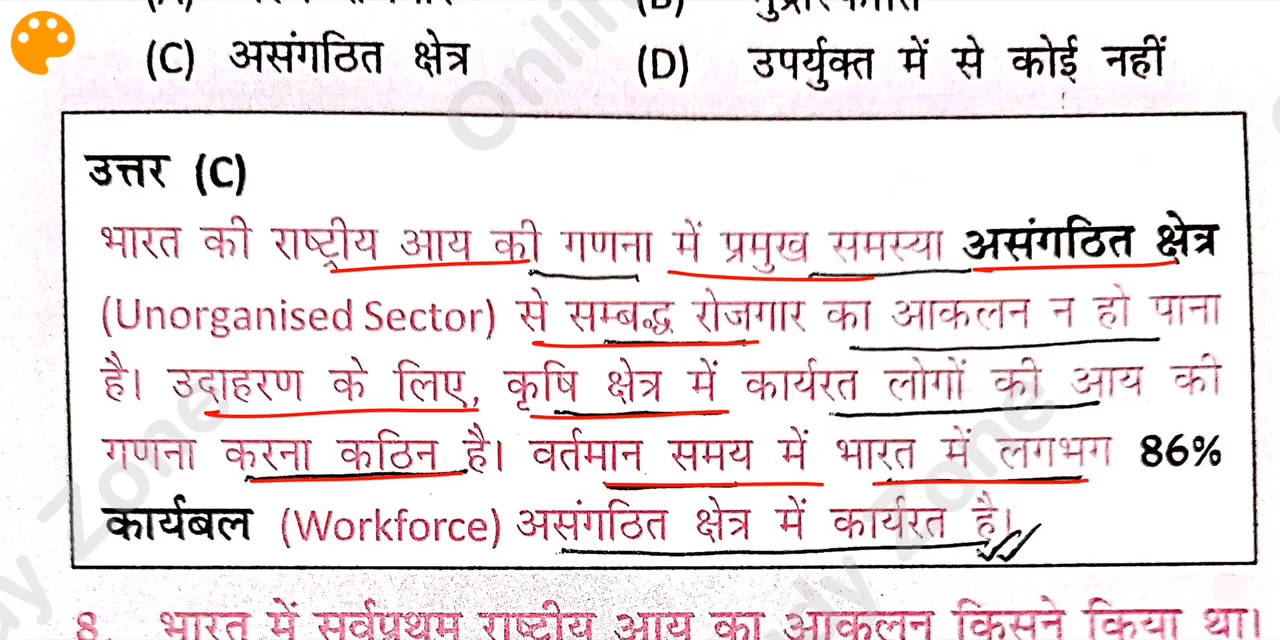 (C) असंगठित क्षेत्र (D) उपर्युक्त में से कोई नहीं
उत्तर (C)
भारत की राष्ट्रीय आय की गणना में प्रमुख समस्या असंगठित क्षेत्र
(Unorganised Sector) से सम्बद्ध रोजगार का आकलन न हो पाना
है। उदाहरण के लिए, कृषि क्षेत्र में कार्यरत लोगों की आय की
गणना करना कठिन है। वर्तमान समय में भारत में लगभग 86%
कार्यबल (Workforce) असंगठित क्षेत्र में कार्यरत है।
8. भारत में सर्वप्रथम राष्ट्रीय आय का आकलन किसने किया था।